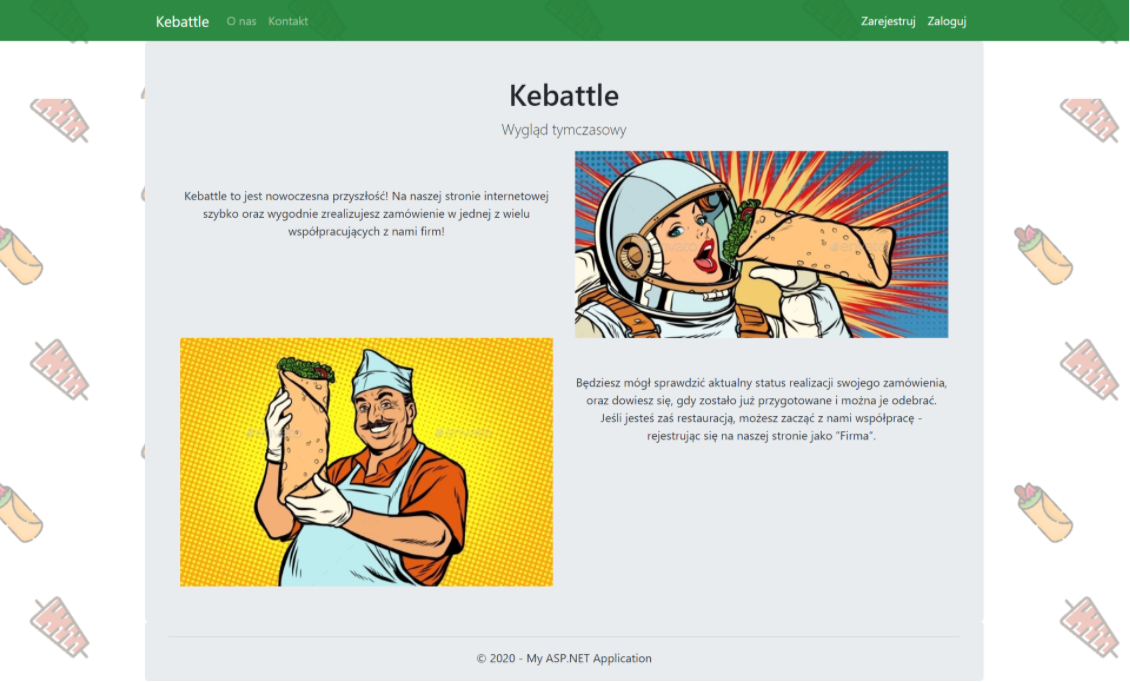 Kebattle O nas Kontakt Zarejestruj Zaloguj
Kebattle
Wygląd tymczasowy
Kebattle to jest nowoczesna przyszłość! Na naszej stronie internetowej
szybko oraz wygodnie zrealizujesz zamówienie w jednej z wielu
współpracujących z nami firm!
Będziesz mógł sprawdzić aktualny status realizacji swojego zamówienia,
oraz dowiesz się, gdy zostało już przygotowane i można je odebrać.
Jeśli jesteś zaś restauracją, możesz zacząć z nami współpracę -
rejestrując się na naszej stronie jako "Firma".
© 2020 - My ASP.NET Application